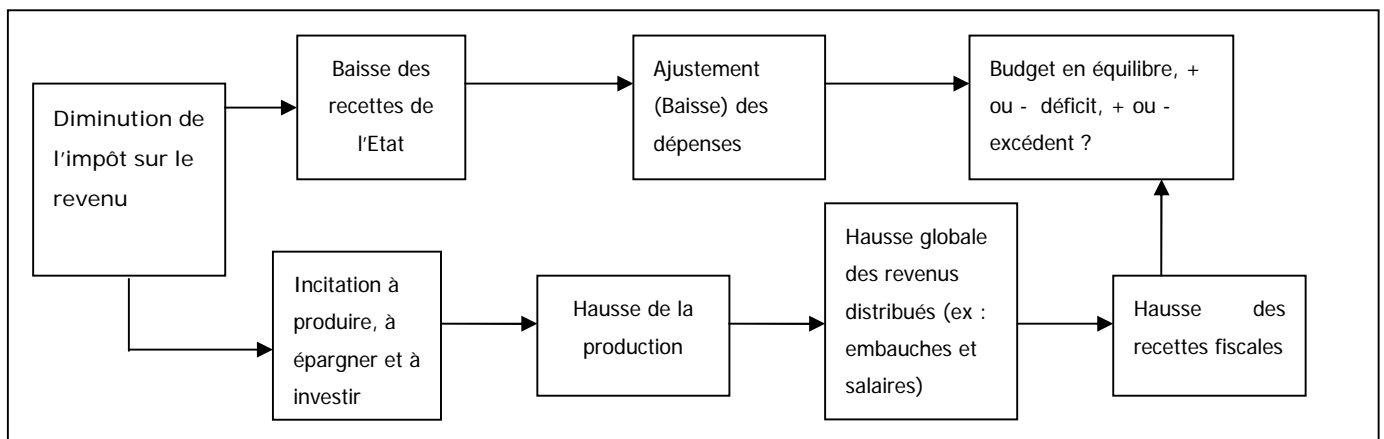 Diminution de
l'impôt sur le
revenu
Baisse des
recettes de
l'Etat
Ajustement
(Baisse) des
dépenses
Budget en équilibre, +
ou - déficit, + ou -
excédent ?
Incitation à
produire, à
épargner et à
investir
Hausse de la
production
Hausse globale
des revenus
distribués (ex :
embauches et
salaires)
Hausse des
recettes fiscales